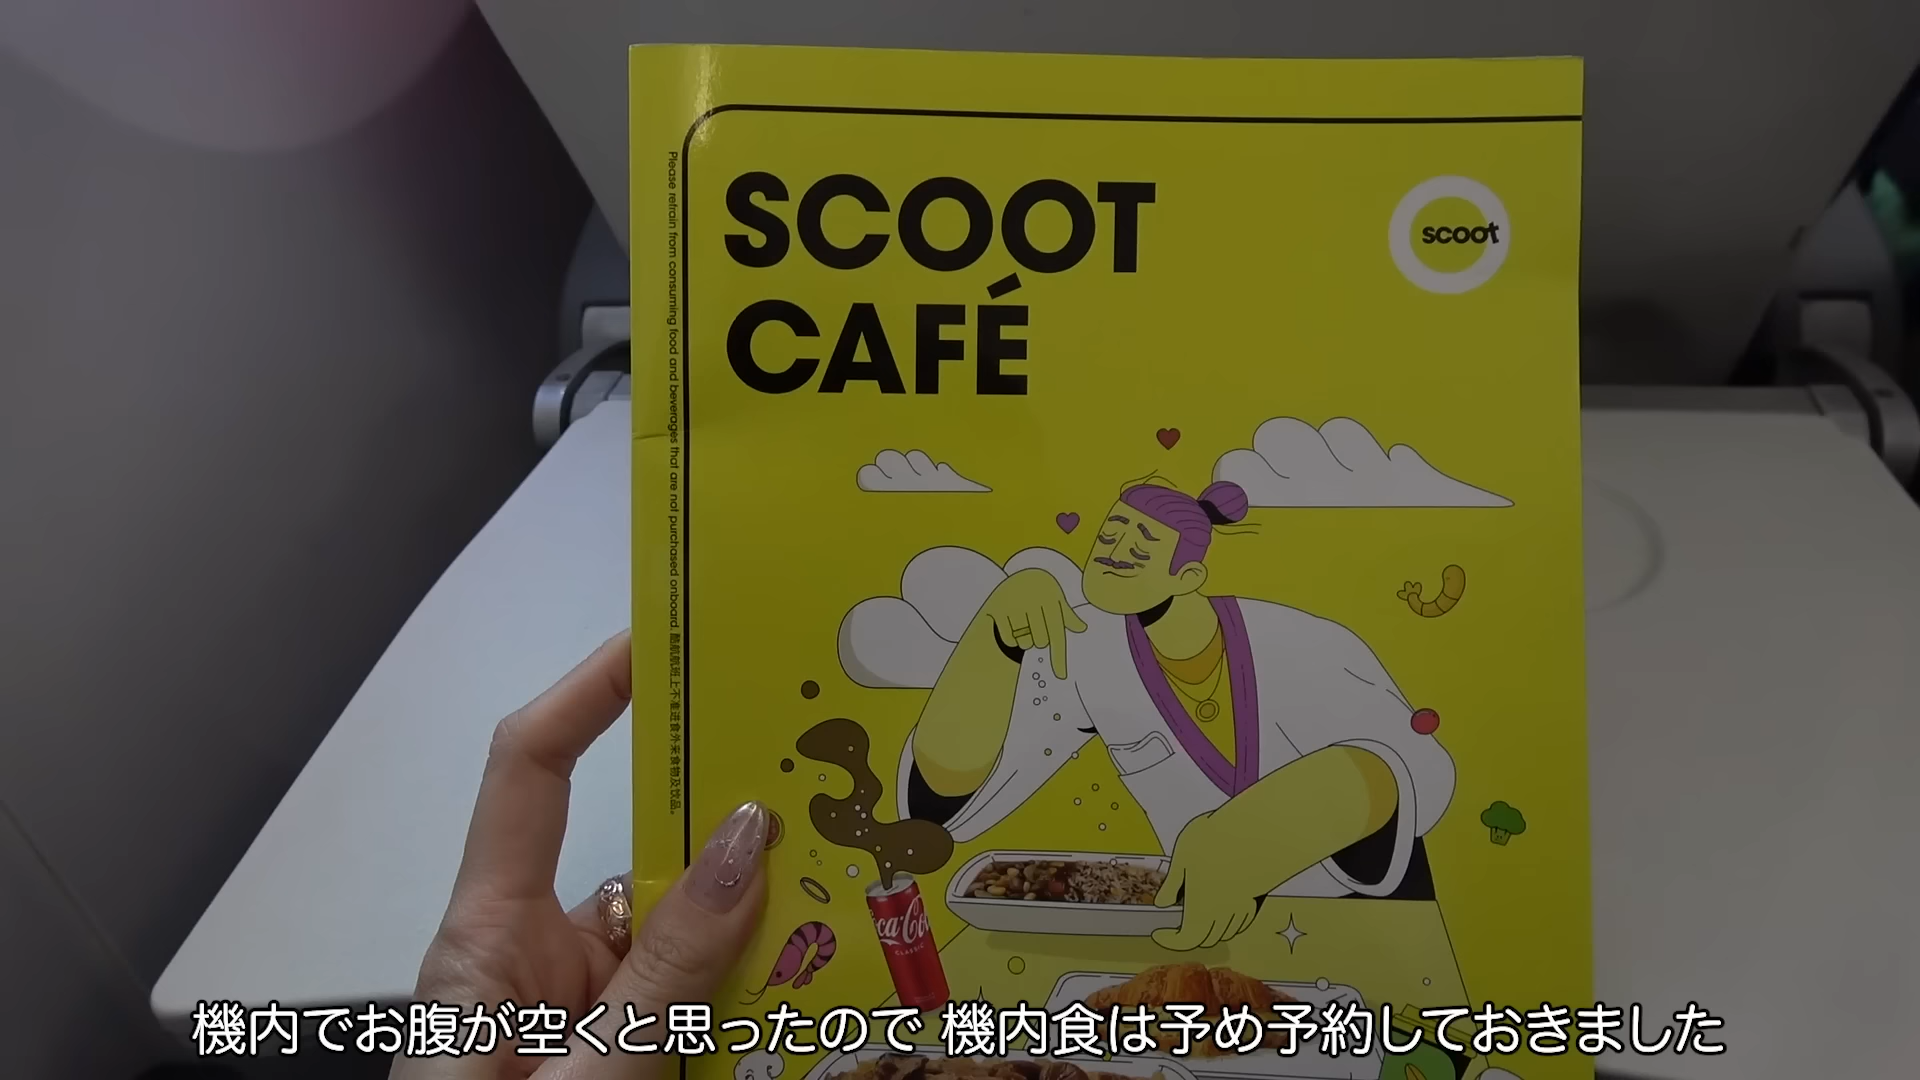 SCOOT
CAFÉ
scoot
Please refrain from consuming food and beverages that are not purchased onboard. 酷航航班上不准进食外来食物及饮品。
Coca-Cola
CLASSIC
機内でお腹が空くと思ったので 機内食は予め予約しておきました